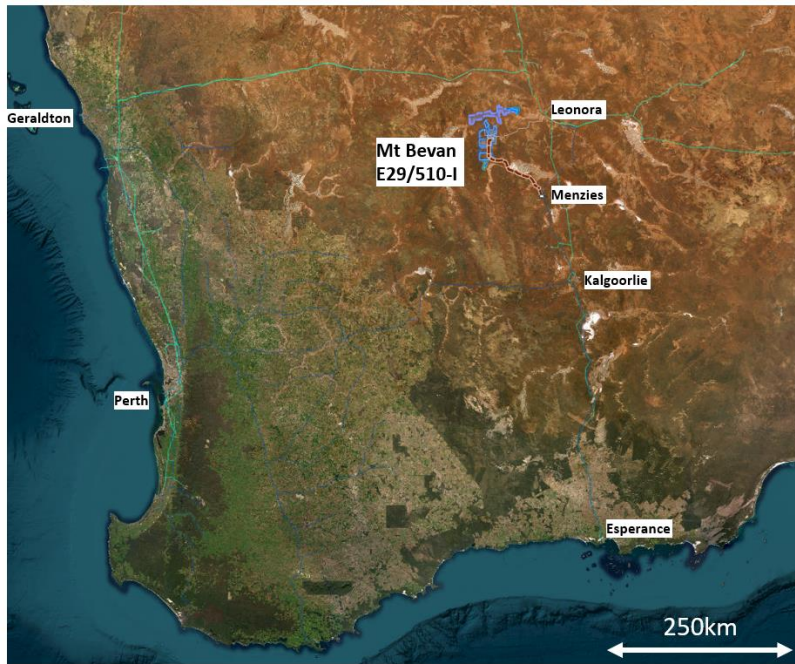 Geraldton
Leonora
Mt Bevan
E29/510-I
Menzies
Kalgoorlie
Perth
Esperance
250km